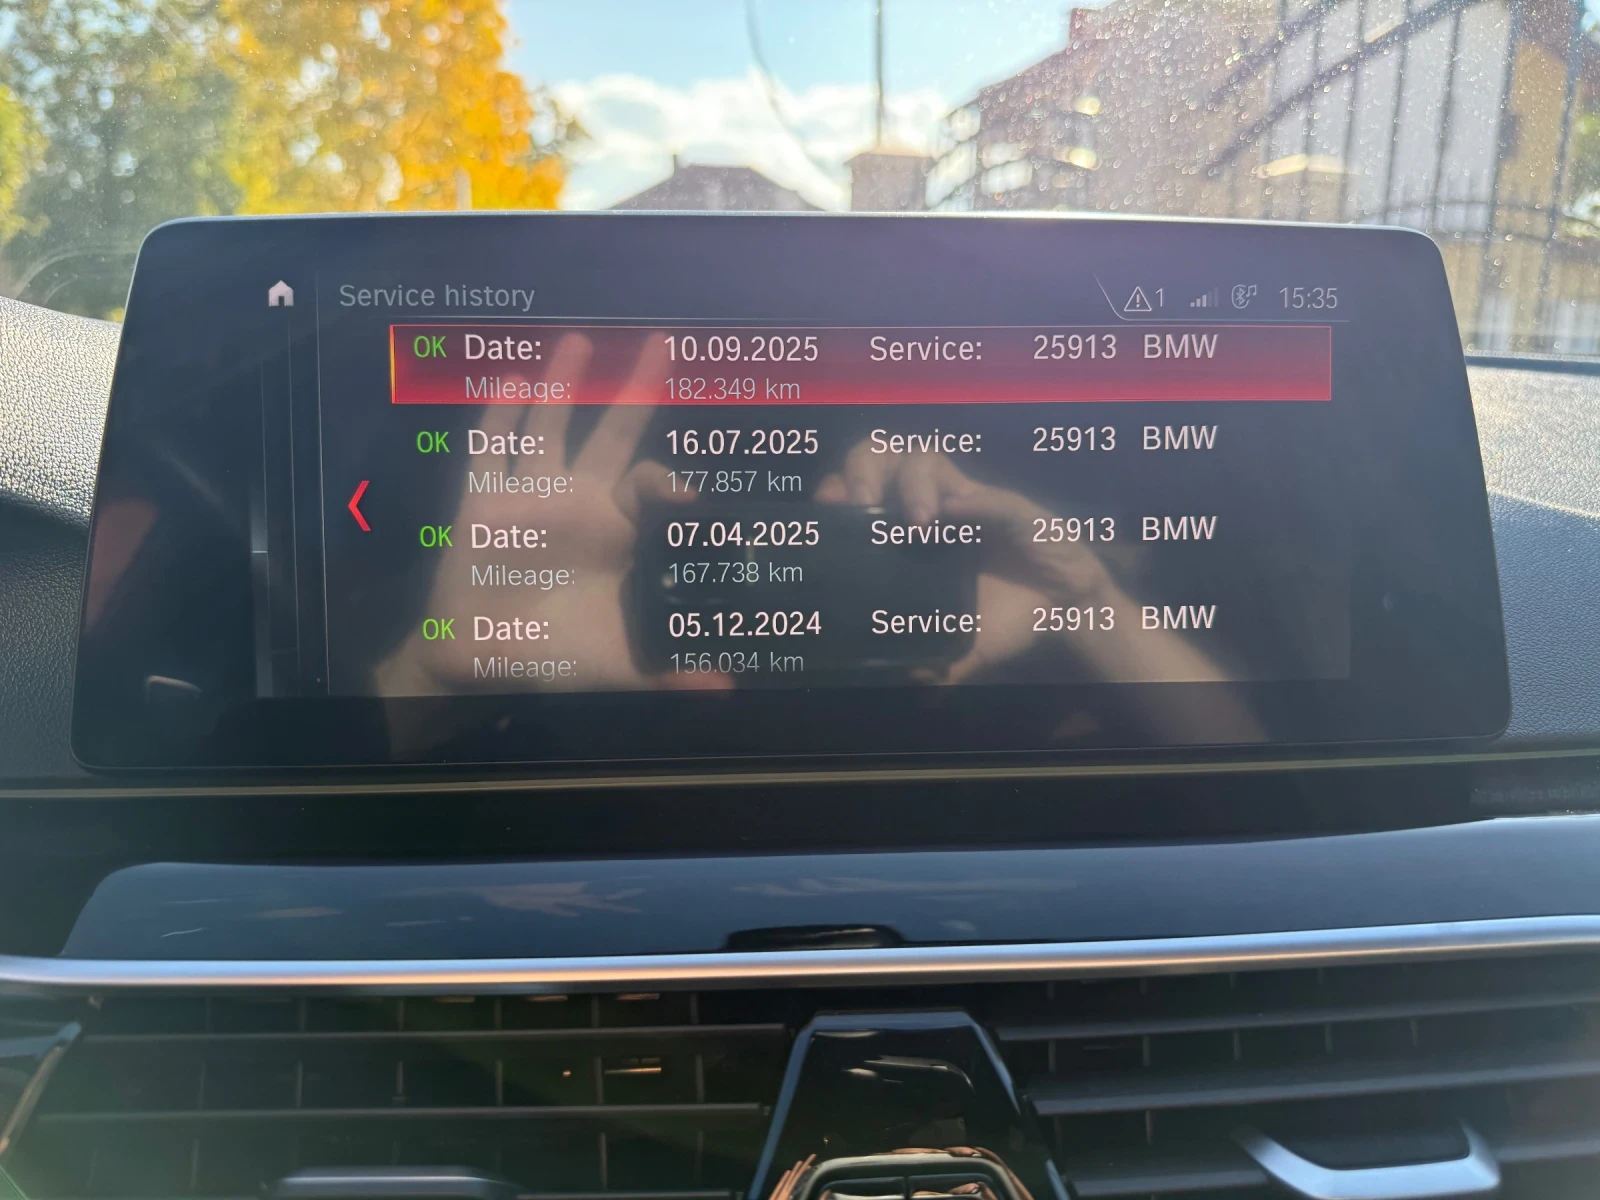 Service history 1 15:35
OK Date: 10.09.2025 Service: 25913 BMW
Mileage: 182.349 km
OK Date: 16.07.2025 Service: 25913 BMW
Mileage: 177.857 km
OK Date: 07.04.2025 Service: 25913 BMW
Mileage: 167.738 km
OK Date: 05.12.2024 Service: 25913 BMW
Mileage: 156.034 km